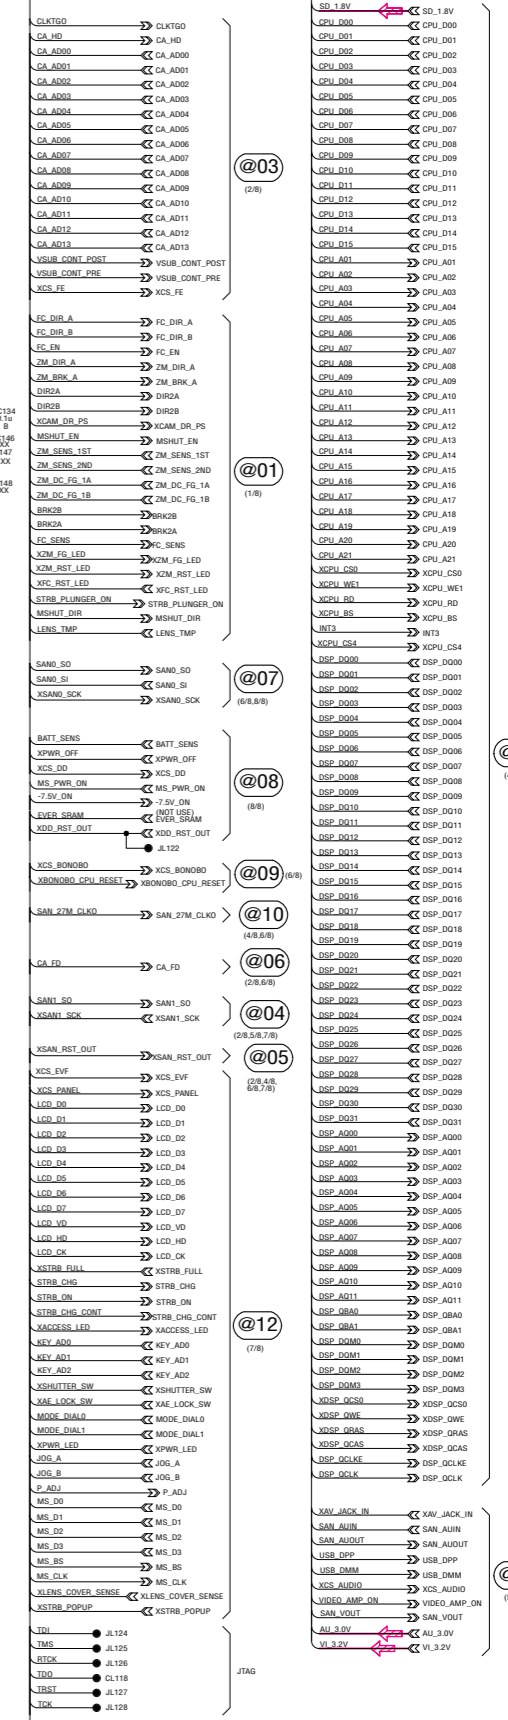 CLKTGO CLKTGO
CA_HD CA_HD
CA_AD00 CA_AD00
CA_AD01 CA_AD01
CA_AD02 CA_AD02
CA_AD03 CA_AD03
CA_AD04 CA_AD04
CA_AD05 CA_AD05
CA_AD06 CA_AD06
CA_AD07 CA_AD07
CA_AD08 CA_AD08
CA_AD09 CA_AD09
CA_AD10 CA_AD10
CA_AD11 CA_AD11
CA_AD12 CA_AD12
CA_AD13 CA_AD13
VSUB_CONT_POST VSUB_CONT_POST
VSUB_CONT_PRE VSUB_CONT_PRE
XCS_FE XCS_FE
@03
(2/8)
FC_DIR_A FC_DIR_A
FC_DIR_B FC_DIR_B
FC_EN FC_EN
ZM_DIR_A ZM_DIR_A
ZM_BRK_A ZM_BRK_A
DIR2A DIR2A
DIR2B DIR2B
XCAM_DR_PS XCAM_DR_PS
MSHUT_EN MSHUT_EN
ZM_SENS_1ST ZM_SENS_1ST
ZM_SENS_2ND ZM_SENS_2ND
ZM_DC_FG_1A ZM_DC_FG_1A
ZM_DC_FG_1B ZM_DC_FG_1B
BRK2B BRK2B
BRK2A BRK2A
FC_SENS FC_SENS
XZM_FG_LED XZM_FG_LED
XZM_RST_LED XZM_RST_LED
XFC_RST_LED XFC_RST_LED
STRB_PLUNGER_ON STRB_PLUNGER_ON
MSHUT_DIR MSHUT_DIR
LENS_TMP LENS_TMP
@01
(1/8)
SAN0_SO SAN0_SO
SAN0_SI SAN0_SI
XSAN0_SCK XSAN0_SCK
@07
(6/8,8/8)
BATT_SENS BATT_SENS
XPWR_OFF XPWR_OFF
XCS_DD XCS_DD
MS_PWR_ON MS_PWR_ON
-7.5V_ON -7.5V_ON
(NOT USE)
EVER_SRAM EVER_SRAM
XDD_RST_OUT XDD_RST_OUT
JL122
@08
(8/8)
XCS_BONOBO XCS_BONOBO
XBONOBO_CPU_RESET XBONOBO_CPU_RESET
@09 (6/8)
SAN_27M_CLKO SAN_27M_CLKO
@10
(4/8,6/8)
CA_FD CA_FD
@06
(2/8,6/8)
SAN1_SO SAN1_SO
XSAN1_SCK XSAN1_SCK
@04
(2/8,5/8,7/8)
XSAN_RST_OUT XSAN_RST_OUT
@05
(2/8,4/8,
6/8,7/8)
XCS_EVF XCS_EVF
XCS_PANEL XCS_PANEL
LCD_D0 LCD_D0
LCD_D1 LCD_D1
LCD_D2 LCD_D2
LCD_D3 LCD_D3
LCD_D4 LCD_D4
LCD_D5 LCD_D5
LCD_D6 LCD_D6
LCD_D7 LCD_D7
LCD_VD LCD_VD
LCD_HD LCD_HD
LCD_CK LCD_CK
XSTRB_FULL XSTRB_FULL
STRB_CHG STRB_CHG
STRB_ON STRB_ON
STRB_CHG_CONT STRB_CHG_CONT
XACCESS_LED XACCESS_LED
KEY_AD0 KEY_AD0
KEY_AD1 KEY_AD1
KEY_AD2 KEY_AD2
XSHUTTER_SW XSHUTTER_SW
XAE_LOCK_SW XAE_LOCK_SW
MODE_DIAL0 MODE_DIAL0
MODE_DIAL1 MODE_DIAL1
XPWR_LED XPWR_LED
JOG_A JOG_A
JOG_B JOG_B
P_ADJ P_ADJ
MS_D0 MS_D0
MS_D1 MS_D1
MS_D2 MS_D2
MS_D3 MS_D3
MS_BS MS_BS
MS_CLK MS_CLK
XLENS_COVER_SENSE XLENS_COVER_SENSE
XSTRB_POPUP XSTRB_POPUP
@12
(7/8)
TDI JL124
TMS JL125
RTCK JL126
TDO CL118
TRST JL127
TCK JL128
JTAG
SD_1.8V SD_1.8V
CPU_D00 CPU_D00
CPU_D01 CPU_D01
CPU_D02 CPU_D02
CPU_D03 CPU_D03
CPU_D04 CPU_D04
CPU_D05 CPU_D05
CPU_D06 CPU_D06
CPU_D07 CPU_D07
CPU_D08 CPU_D08
CPU_D09 CPU_D09
CPU_D10 CPU_D10
CPU_D11 CPU_D11
CPU_D12 CPU_D12
CPU_D13 CPU_D13
CPU_D14 CPU_D14
CPU_D15 CPU_D15
CPU_A01 CPU_A01
CPU_A02 CPU_A02
CPU_A03 CPU_A03
CPU_A04 CPU_A04
CPU_A05 CPU_A05
CPU_A06 CPU_A06
CPU_A07 CPU_A07
CPU_A08 CPU_A08
CPU_A09 CPU_A09
CPU_A10 CPU_A10
CPU_A11 CPU_A11
CPU_A12 CPU_A12
CPU_A13 CPU_A13
CPU_A14 CPU_A14
CPU_A15 CPU_A15
CPU_A16 CPU_A16
CPU_A17 CPU_A17
CPU_A18 CPU_A18
CPU_A19 CPU_A19
CPU_A20 CPU_A20
CPU_A21 CPU_A21
XCPU_CS0 XCPU_CS0
XCPU_WE1 XCPU_WE1
XCPU_RD XCPU_RD
XCPU_BS XCPU_BS
INT3 INT3
XCPU_CS4 XCPU_CS4
DSP_DQ00 DSP_DQ00
DSP_DQ01 DSP_DQ01
DSP_DQ02 DSP_DQ02
DSP_DQ03 DSP_DQ03
DSP_DQ04 DSP_DQ04
DSP_DQ05 DSP_DQ05
DSP_DQ06 DSP_DQ06
DSP_DQ07 DSP_DQ07
DSP_DQ08 DSP_DQ08
DSP_DQ09 DSP_DQ09
DSP_DQ10 DSP_DQ10
DSP_DQ11 DSP_DQ11
DSP_DQ12 DSP_DQ12
DSP_DQ13 DSP_DQ13
DSP_DQ14 DSP_DQ14
DSP_DQ15 DSP_DQ15
DSP_DQ16 DSP_DQ16
DSP_DQ17 DSP_DQ17
DSP_DQ18 DSP_DQ18
DSP_DQ19 DSP_DQ19
DSP_DQ20 DSP_DQ20
DSP_DQ21 DSP_DQ21
DSP_DQ22 DSP_DQ22
DSP_DQ23 DSP_DQ23
DSP_DQ24 DSP_DQ24
DSP_DQ25 DSP_DQ25
DSP_DQ26 DSP_DQ26
DSP_DQ27 DSP_DQ27
DSP_DQ28 DSP_DQ28
DSP_DQ29 DSP_DQ29
DSP_DQ30 DSP_DQ30
DSP_DQ31 DSP_DQ31
DSP_AQ00 DSP_AQ00
DSP_AQ01 DSP_AQ01
DSP_AQ02 DSP_AQ02
DSP_AQ03 DSP_AQ03
DSP_AQ04 DSP_AQ04
DSP_AQ05 DSP_AQ05
DSP_AQ06 DSP_AQ06
DSP_AQ07 DSP_AQ07
DSP_AQ08 DSP_AQ08
DSP_AQ09 DSP_AQ09
DSP_AQ10 DSP_AQ10
DSP_AQ11 DSP_AQ11
DSP_QBA0 DSP_QBA0
DSP_QBA1 DSP_QBA1
DSP_DQM0 DSP_DQM0
DSP_DQM1 DSP_DQM1
DSP_DQM2 DSP_DQM2
DSP_DQM3 DSP_DQM3
XDSP_QCS0 XDSP_QCS0
XDSP_QWE XDSP_QWE
XDSP_QRAS XDSP_QRAS
XDSP_QCAS XDSP_QCAS
DSP_QCLKE DSP_QCLKE
DSP_QCLK DSP_QCLK
XAV_JACK_IN XAV_JACK_IN
SAN_AUIN SAN_AUIN
SAN_AUOUT SAN_AUOUT
USB_DPP USB_DPP
USB_DMM USB_DMM
XCS_AUDIO XCS_AUDIO
VIDEO_AMP_ON VIDEO_AMP_ON
SAN_VOUT SAN_VOUT
AU_3.0V AU_3.0V
VI_3.2V VI_3.2V